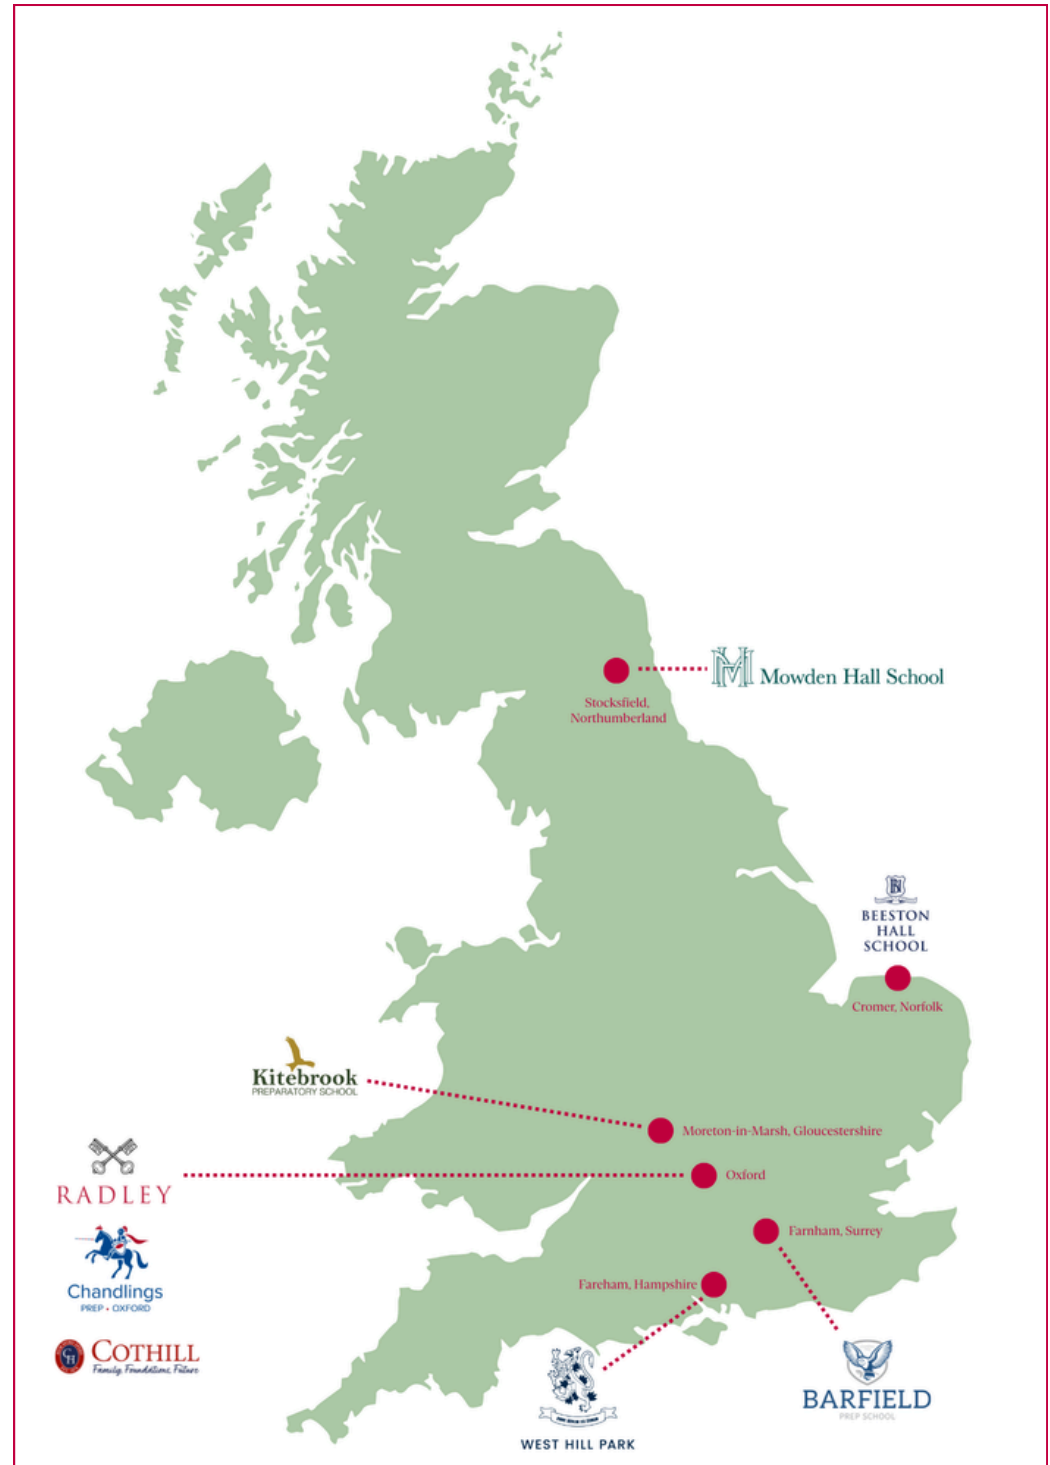 Mowden Hall School
Stocksfield,
Northumberland
BEESTON
HALL
SCHOOL
Cromer, Norfolk
Kitebrook
PREPARATORY SCHOOL
Moreton-in-Marsh, Gloucestershire
RADLEY
Oxford
Chandlings
PREP • OXFORD
Farnham, Surrey
Fareham, Hampshire
CH
COTHILL
Family, Foundations, Future
BARFIELD
PREP SCHOOL
WEST HILL PARK